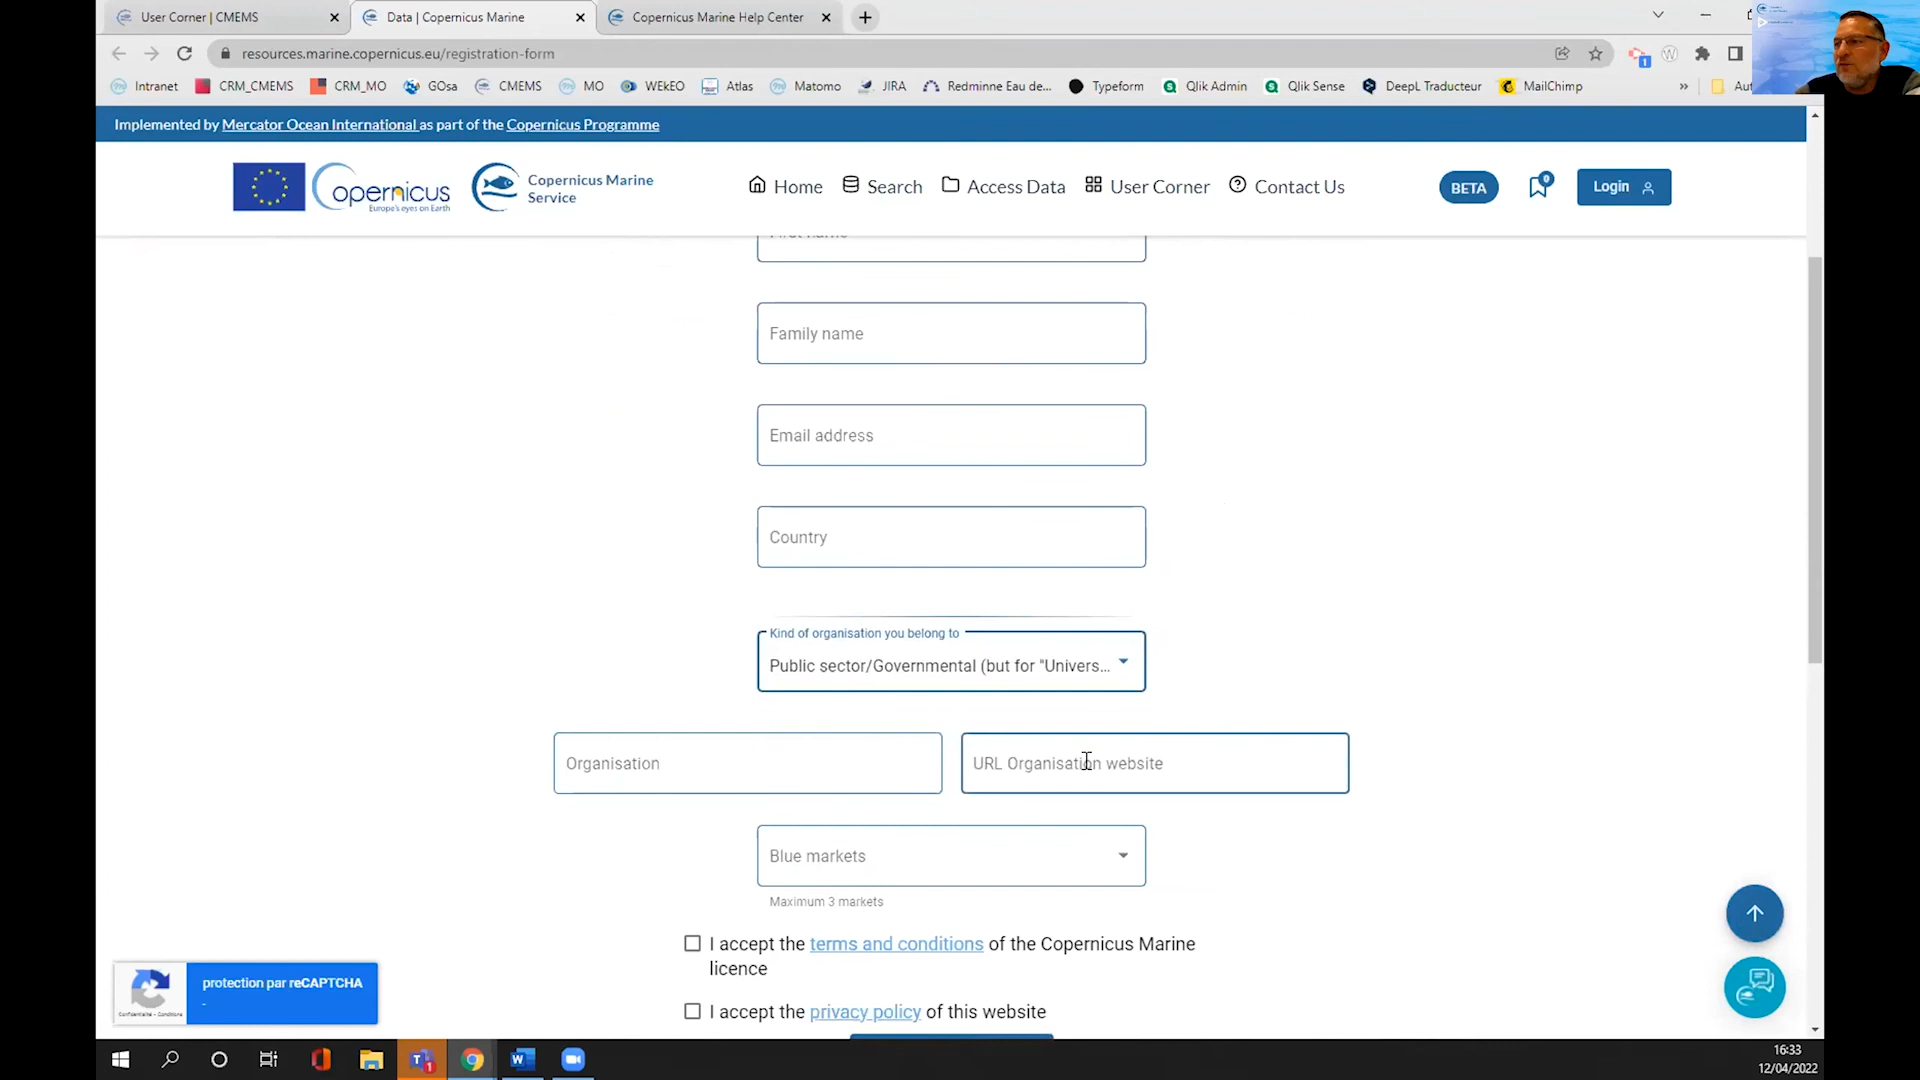 User Corner | CMEMS
Data | Copernicus Marine
Copernicus Marine Help Center
resources.marine.copernicus.eu/registration-form
Intranet
CRM_CMEMS
CRM_MO
GOsa
CMEMS
MO
WEkEO
Atlas
Matomo
JIRA
Redminne Eau de...
Typeform
Qlik Admin
Qlik Sense
DeepL Traducteur
MailChimp
»
Implemented by Mercator Ocean International as part of the Copernicus Programme
opernicus
Europe's eyes on Earth
Copernicus Marine
Service
Home
Search
Access Data
User Corner
Contact Us
BETA
0
Login
First name
Family name
Email address
Country
Kind of organisation you belong to
Public sector/Governmental (but for "Univers...
Organisation
URL Organisation website
Blue markets
Maximum 3 markets
I accept the terms and conditions of the Copernicus Marine
licence
I accept the privacy policy of this website
protection par reCAPTCHA
-
Confidentialité - Conditions
16:33
12/04/2022